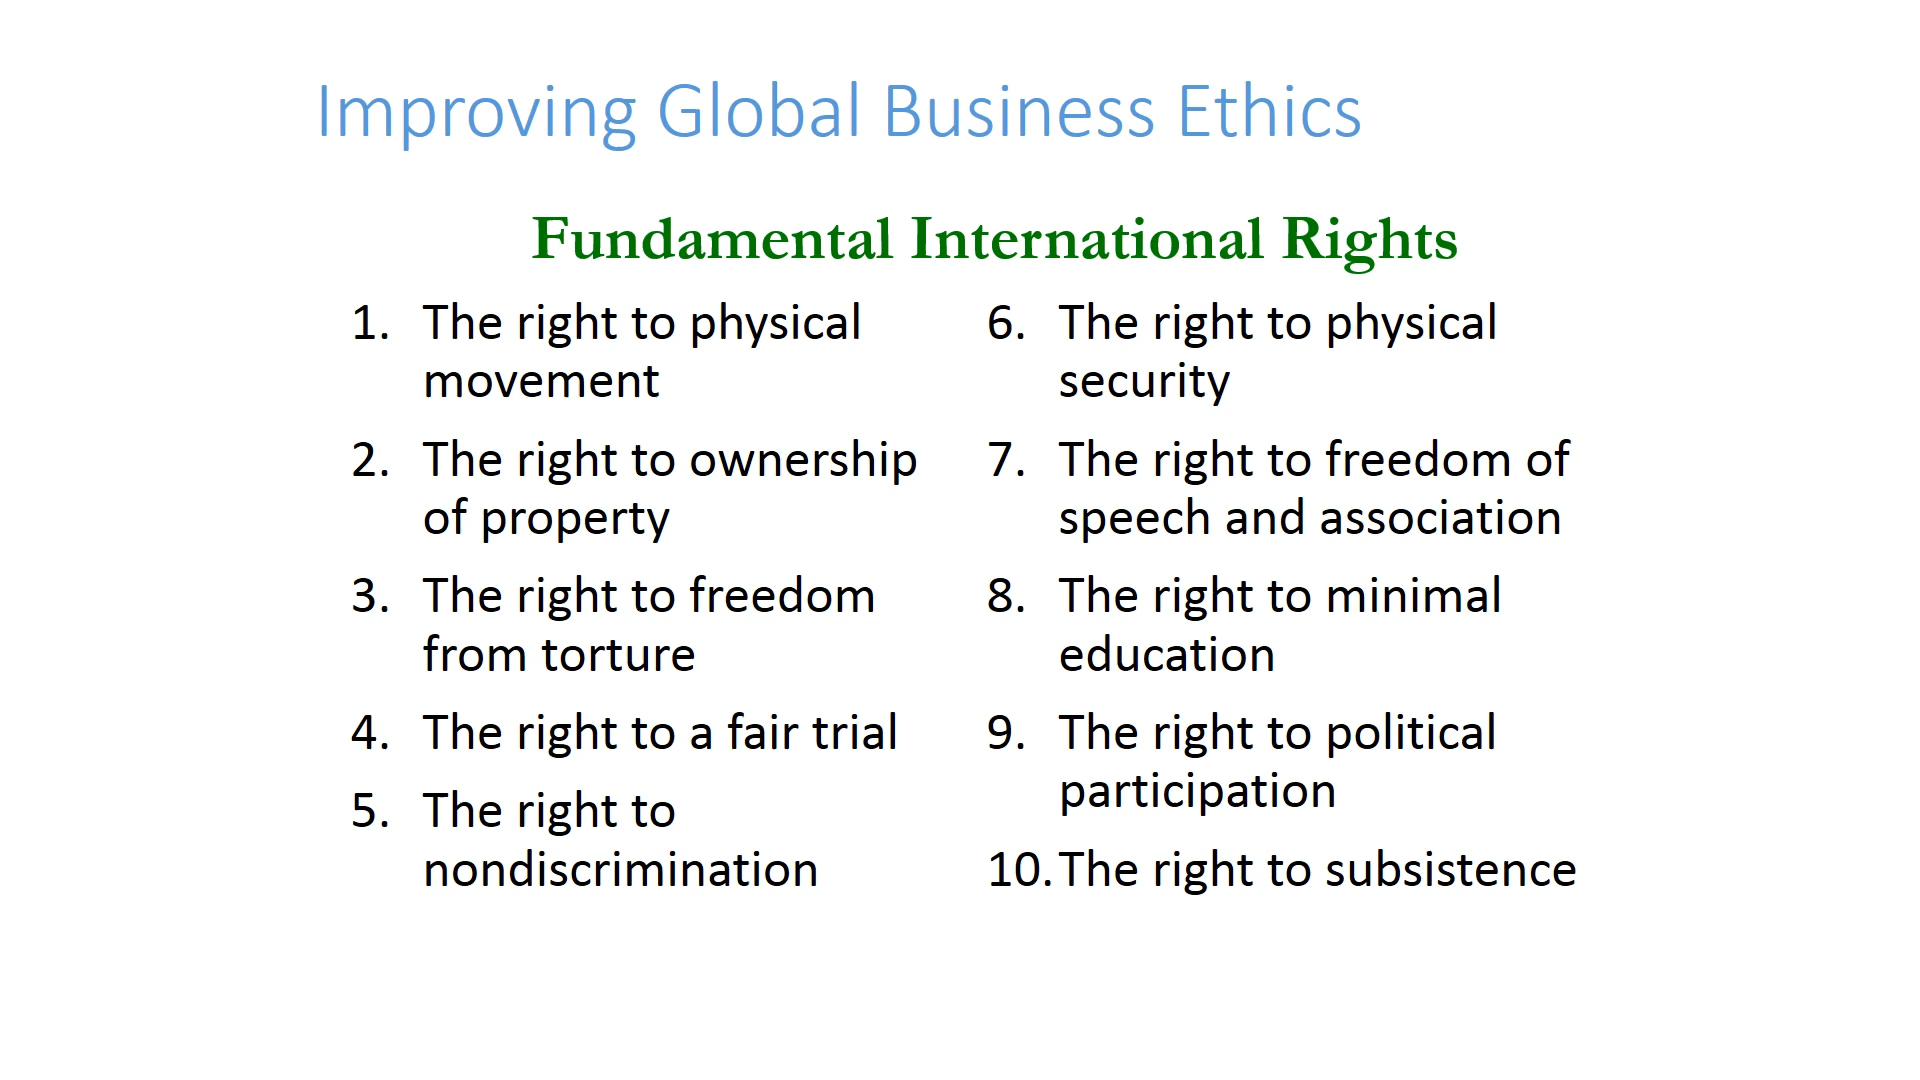 Improving Global Business Ethics
Fundamental International Rights
1. The right to physical
movement
2. The right to ownership
of property
3. The right to freedom
from torture
4. The right to a fair trial
5. The right to
nondiscrimination
6. The right to physical
security
7. The right to freedom of
speech and association
8. The right to minimal
education
9. The right to political
participation
10. The right to subsistence